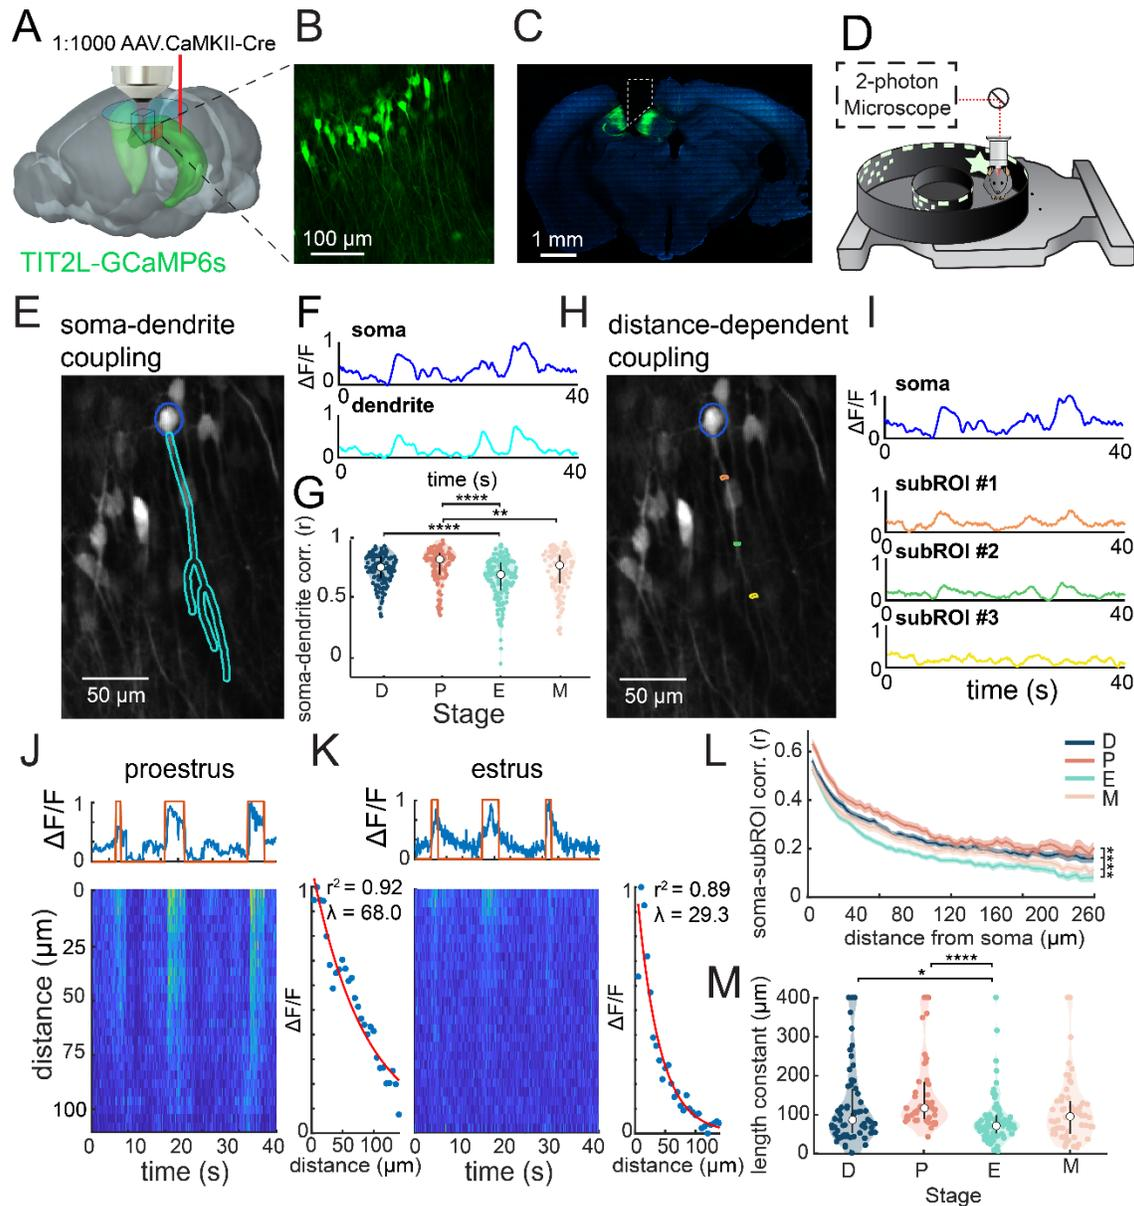 A
1:1000 AAV.CaMKII-Cre
TIT2L-GCaMP6s
B
100 µm
C
1 mm
D
2-photon
Microscope
E
soma-dendrite
coupling
50 µm
F
soma
ΔF/F
1
0
0
40
dendrite
1
0
0
40
time (s)
G
****
**
****
soma-dendrite corr. (r)
1
0.5
0
D
P
E
M
Stage
H
distance-dependent
coupling
50 µm
I
soma
ΔF/F
1
0
0
40
subROI #1
1
0
0
40
subROI #2
1
0
0
40
subROI #3
1
0
0
40
time (s)
J
proestrus
ΔF/F
1
0
distance (µm)
0
25
50
75
100
0
10
20
30
40
time (s)
r² = 0.92
λ = 68.0
1
0
ΔF/F
0
50
100
distance (µm)
K
estrus
ΔF/F
1
0
0
10
20
30
40
time (s)
r² = 0.89
λ = 29.3
1
0
ΔF/F
0
50
100
distance (µm)
L
soma-subROI corr. (r)
0.6
0.4
0.2
0
D
P
E
M
0
40
80
120
160
200
260
distance from soma (µm)
M
****
*
length constant (µm)
400
300
200
100
0
D
P
E
M
Stage